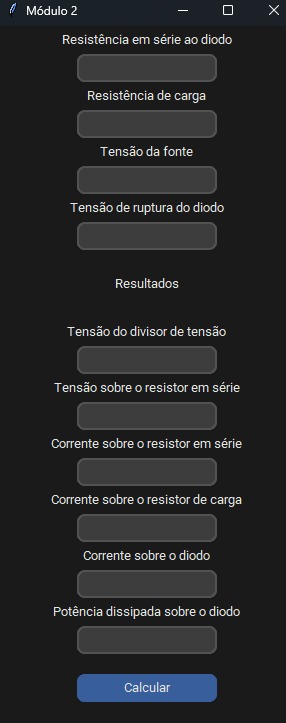 Módulo 2
Resistência em série ao diodo
Resistência de carga
Tensão da fonte
Tensão de ruptura do diodo
Resultados
Tensão do divisor de tensão
Tensão sobre o resistor em série
Corrente sobre o resistor em série
Corrente sobre o resistor de carga
Corrente sobre o diodo
Potência dissipada sobre o diodo
Calcular